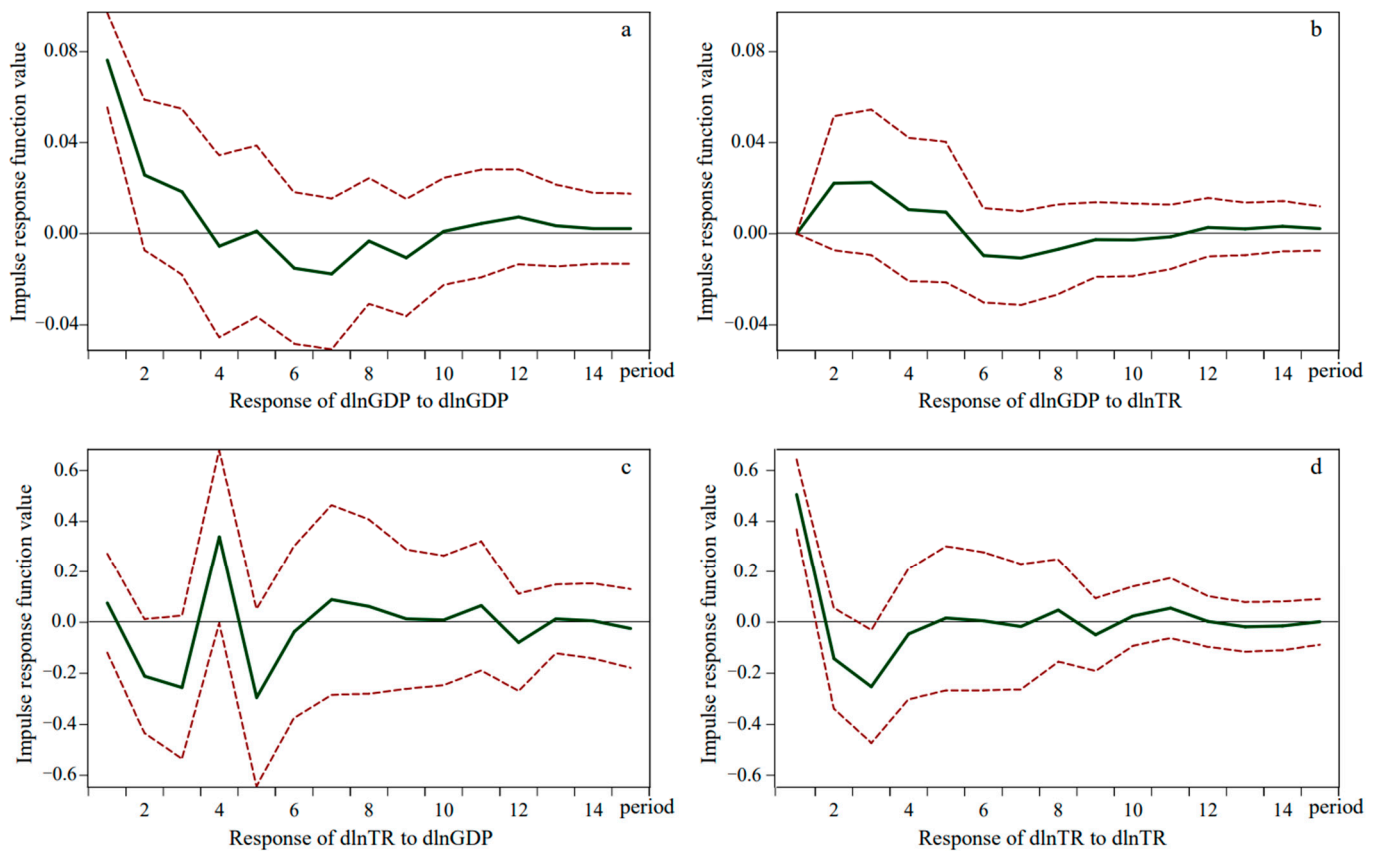 a
Impulse response function value
0.08
0.04
0.00
−0.04
2 4 6 8 10 12 14 period
Response of dlnGDP to dlnGDP
b
Impulse response function value
0.08
0.04
0.00
−0.04
2 4 6 8 10 12 14 period
Response of dlnGDP to dlnTR
c
Impulse response function value
0.6
0.4
0.2
0.0
−0.2
−0.4
−0.6
2 4 6 8 10 12 14 period
Response of dlnTR to dlnGDP
d
Impulse response function value
0.6
0.4
0.2
0.0
−0.2
−0.4
−0.6
2 4 6 8 10 12 14 period
Response of dlnTR to dlnTR